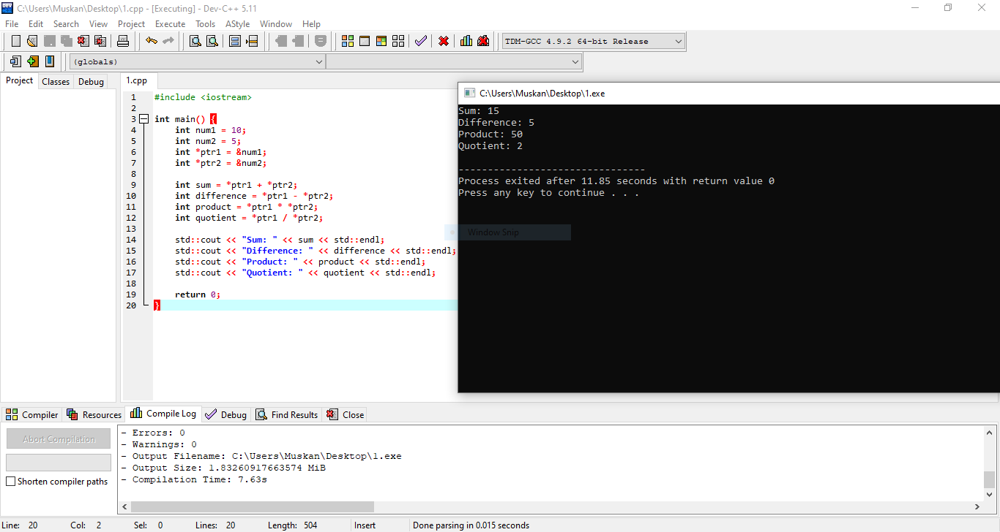 C:\Users\Muskan\Desktop\1.cpp - [Executing] - Dev-C++ 5.11
File Edit Search View Project Execute Tools AStyle Window Help
TDM-GCC 4.9.2 64-bit Release
(globals)
Project Classes Debug
1.cpp
1 #include <iostream>
2
3 int main() {
4 int num1 = 10;
5 int num2 = 5;
6 int *ptr1 = &num1;
7 int *ptr2 = &num2;
8
9 int sum = *ptr1 + *ptr2;
10 int difference = *ptr1 - *ptr2;
11 int product = *ptr1 * *ptr2;
12 int quotient = *ptr1 / *ptr2;
13
14 std::cout << "Sum: " << sum << std::endl;
15 std::cout << "Difference: " << difference << std::endl;
16 std::cout << "Product: " << product << std::endl;
17 std::cout << "Quotient: " << quotient << std::endl;
18
19 return 0;
20 }
C:\Users\Muskan\Desktop\1.exe
Sum: 15
Difference: 5
Product: 50
Quotient: 2
--------------------------------
Process exited after 11.85 seconds with return value 0
Press any key to continue . . .
Window Snip
Compiler Resources Compile Log Debug Find Results Close
Abort Compilation
Shorten compiler paths
- Errors: 0
- Warnings: 0
- Output Filename: C:\Users\Muskan\Desktop\1.exe
- Output Size: 1.83260917663574 MiB
- Compilation Time: 7.63s
Line: 20 Col: 2 Sel: 0 Lines: 20 Length: 504 Insert Done parsing in 0.015 seconds